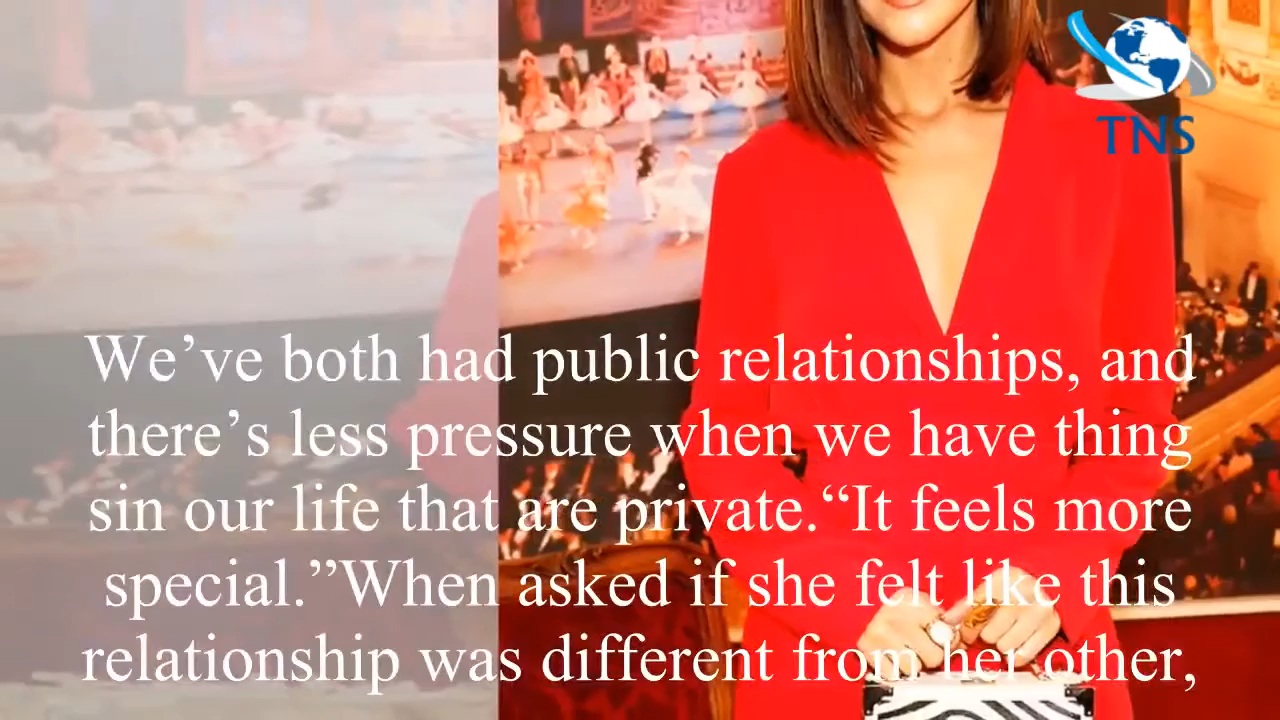 TNS
We’ve both had public relationships, and
there’s less pressure when we have thing
sin our life that are private.“It feels more
special.”When asked if she felt like this
relationship was different from her other,